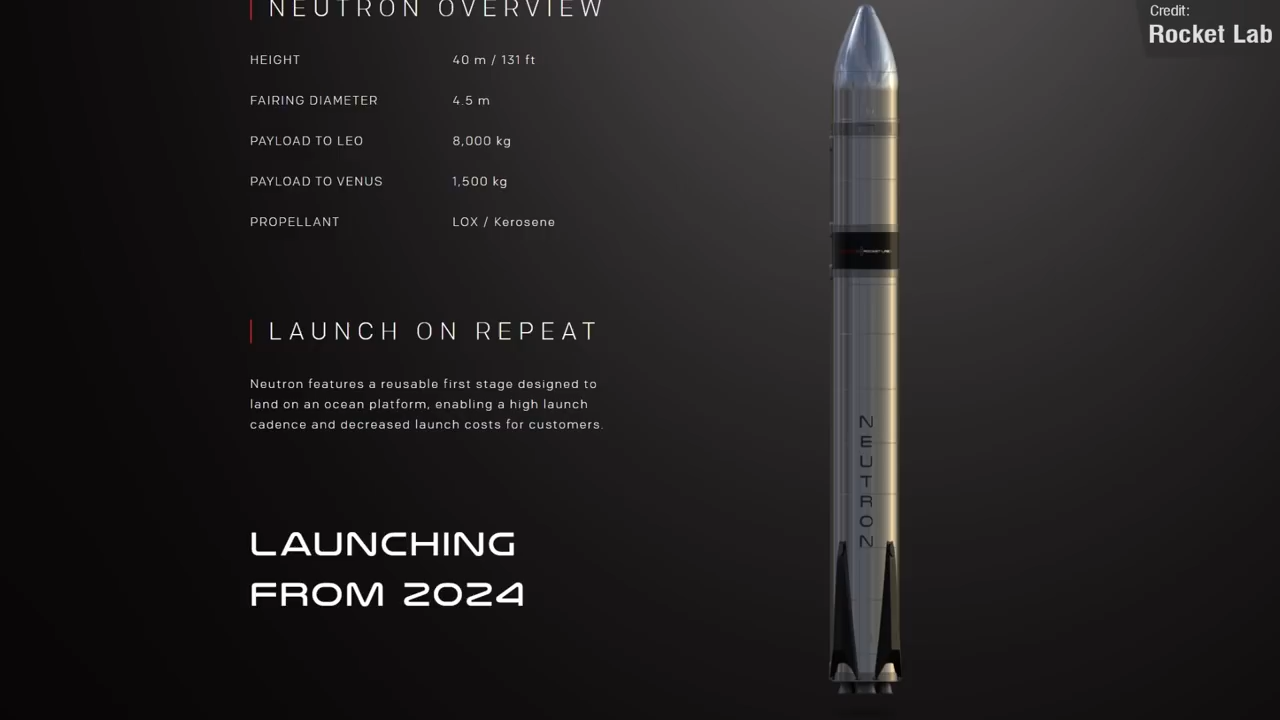 Credit:
Rocket Lab
NEUTRON OVERVIEW
HEIGHT 40 m / 131 ft
FAIRING DIAMETER 4.5 m
PAYLOAD TO LEO 8,000 kg
PAYLOAD TO VENUS 1,500 kg
PROPELLANT LOX / Kerosene
LAUNCH ON REPEAT
Neutron features a reusable first stage designed to
land on an ocean platform, enabling a high launch
cadence and decreased launch costs for customers.
LAUNCHING
FROM 2024
NEUTRON